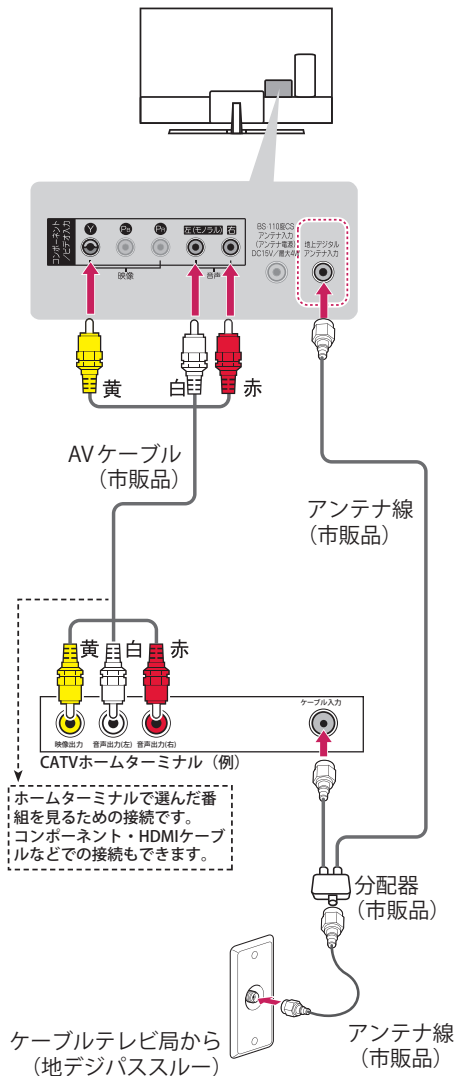 コンポーネント
/ビデオ入力
Y
PB
PR
左(モノラル)
右
映像
音声
BS・110度CS
アンテナ入力
(アンテナ電源)
DC15V/最大4W
地上デジタル
アンテナ入力
黄
白
赤
AVケーブル
(市販品)
アンテナ線
(市販品)
黄
白
赤
映像出力
音声出力(左)
音声出力(右)
ケーブル入力
CATVホームターミナル(例)
ホームターミナルで選んだ番
組を見るための接続です。
コンポーネント・HDMIケーブ
ルなどでの接続もできます。
分配器
(市販品)
ケーブルテレビ局から
(地デジパススルー)
アンテナ線
(市販品)